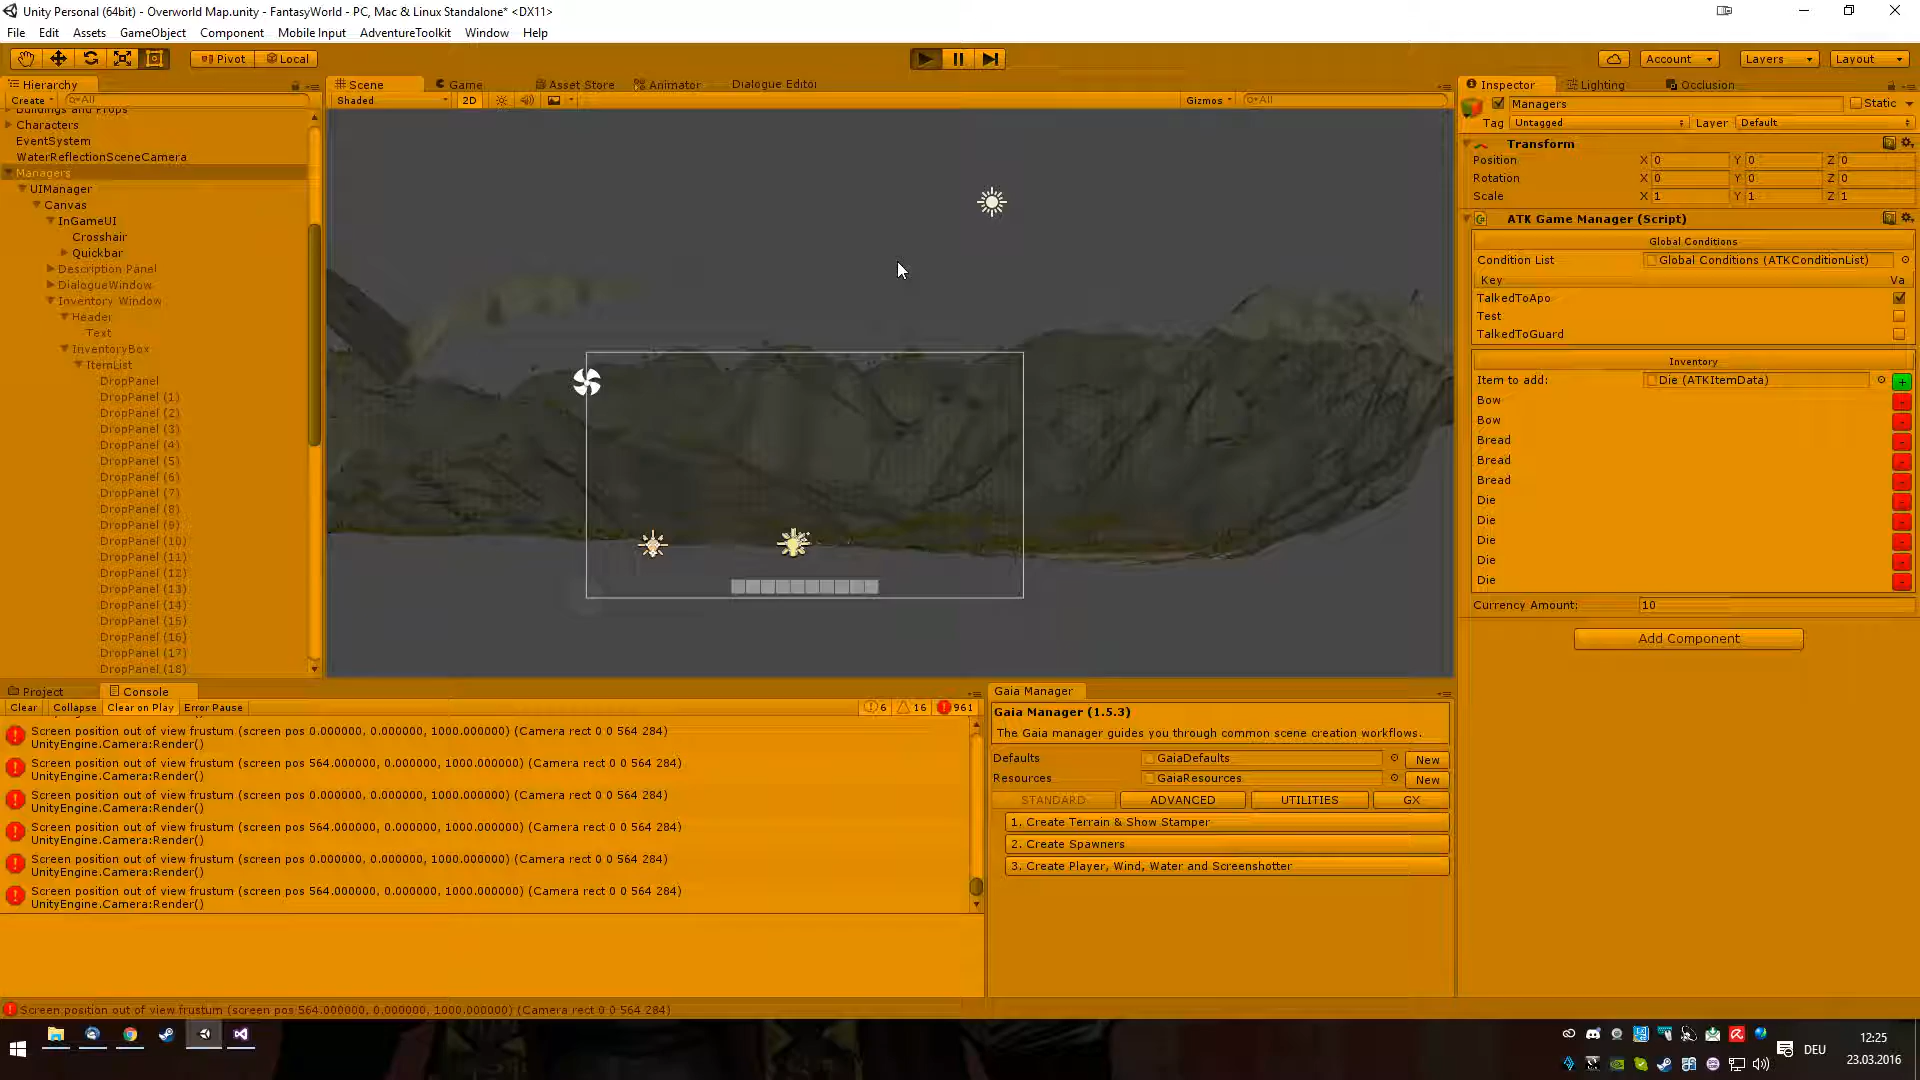 Unity Personal (64bit) - Overworld Map.unity - FantasyWorld - PC, Mac & Linux Standalone* <DX11>
File Edit Assets GameObject Component Mobile Input AdventureToolkit Window Help
Pivot Local Account Layers Layout
Hierarchy
Create All
Buildings and Props
Characters
EventSystem
WaterReflectionSceneCamera
Managers
UIManager
Canvas
InGameUI
Crosshair
Quickbar
Description Panel
DialogueWindow
Inventory Window
Header
Text
InventoryBox
ItemList
DropPanel
DropPanel (1)
DropPanel (2)
DropPanel (3)
DropPanel (4)
DropPanel (5)
DropPanel (6)
DropPanel (7)
DropPanel (8)
DropPanel (9)
DropPanel (10)
DropPanel (11)
DropPanel (12)
DropPanel (13)
DropPanel (14)
DropPanel (15)
DropPanel (16)
DropPanel (17)
DropPanel (18)
Scene Game Asset Store Animator Dialogue Editor
Shaded 2D Gizmos All
Inspector Lighting Occlusion
Managers Static
Tag Untagged Layer Default
Transform
Position X 0 Y 0 Z 0
Rotation X 0 Y 0 Z 0
Scale X 1 Y 1 Z 1
ATK Game Manager (Script)
Global Conditions
Condition List Global Conditions (ATKConditionList)
Key Va
TalkedToApo
Test
TalkedToGuard
Inventory
Item to add: Die (ATKItemData)
Bow
Bow
Bread
Bread
Bread
Die
Die
Die
Die
Die
Currency Amount: 10
Add Component
Project Console
Clear Collapse Clear on Play Error Pause 6 16 961
Screen position out of view frustum (screen pos 0.000000, 0.000000, 1000.000000) (Camera rect 0 0 564 284)
UnityEngine.Camera:Render()
Screen position out of view frustum (screen pos 564.000000, 0.000000, 1000.000000) (Camera rect 0 0 564 284)
UnityEngine.Camera:Render()
Screen position out of view frustum (screen pos 0.000000, 0.000000, 1000.000000) (Camera rect 0 0 564 284)
UnityEngine.Camera:Render()
Screen position out of view frustum (screen pos 564.000000, 0.000000, 1000.000000) (Camera rect 0 0 564 284)
UnityEngine.Camera:Render()
Screen position out of view frustum (screen pos 0.000000, 0.000000, 1000.000000) (Camera rect 0 0 564 284)
UnityEngine.Camera:Render()
Screen position out of view frustum (screen pos 564.000000, 0.000000, 1000.000000) (Camera rect 0 0 564 284)
UnityEngine.Camera:Render()
Gaia Manager
Gaia Manager (1.5.3)
The Gaia manager guides you through common scene creation workflows.
Defaults GaiaDefaults New
Resources GaiaResources New
STANDARD ADVANCED UTILITIES GX
1. Create Terrain & Show Stamper
2. Create Spawners
3. Create Player, Wind, Water and Screenshotter
Screen position out of view frustum (screen pos 564.000000, 0.000000, 1000.000000) (Camera rect 0 0 564 284)
DEU
12:25
23.03.2016